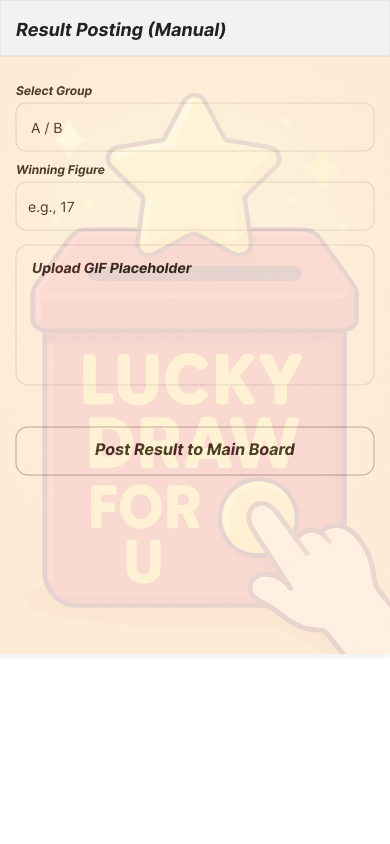 Result Posting (Manual)
Select Group
A / B
Winning Figure
e.g., 17
Upload GIF Placeholder
LUCKY
DRAW
Post Result to Main Board
FOR
U